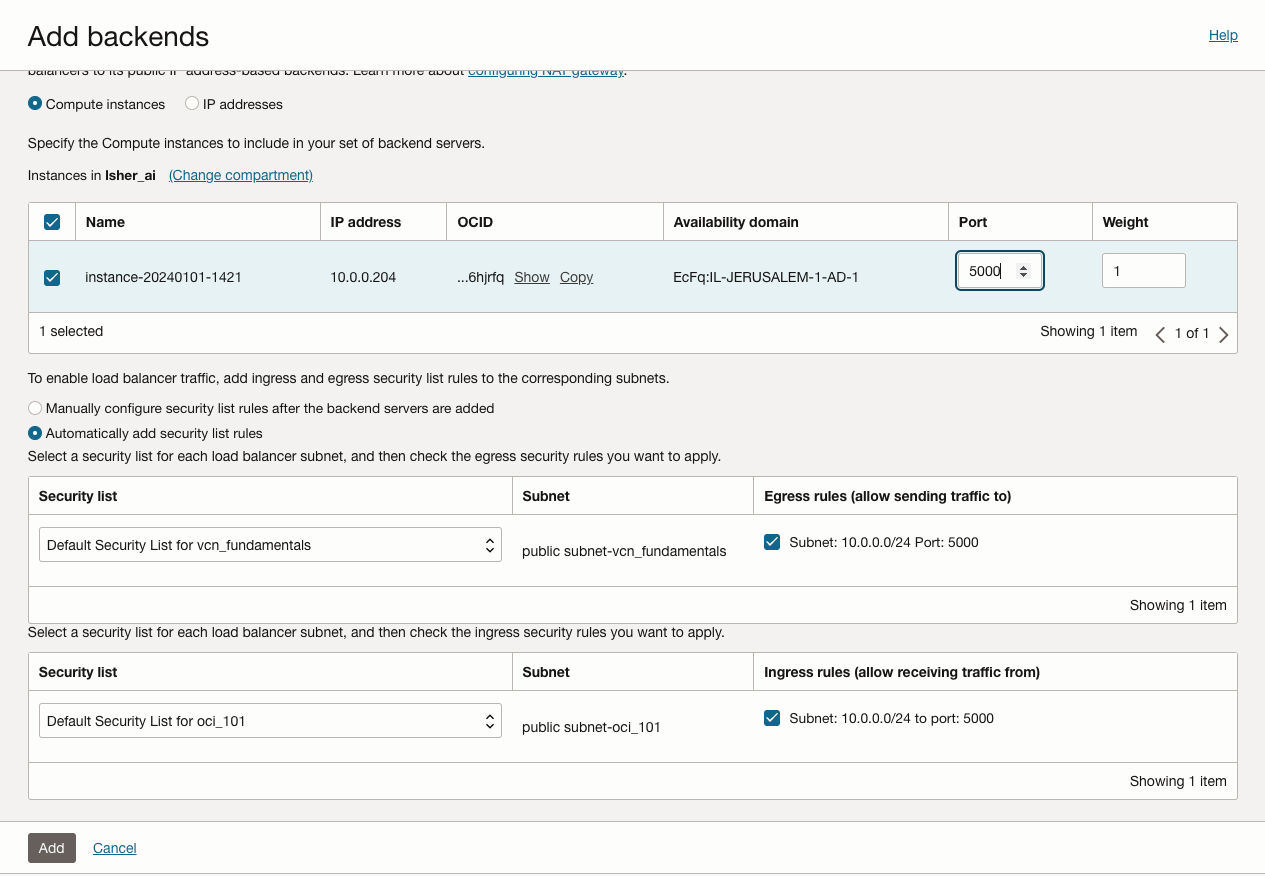 Add backends
Help
balancers to its public IP address-based backends. Learn more about configuring NAT gateway.
Compute instances IP addresses
Specify the Compute instances to include in your set of backend servers.
Instances in Isher_ai (Change compartment)
Name IP address OCID Availability domain Port Weight
instance-20240101-1421 10.0.0.204 ...6hjrfq Show Copy EcFq:IL-JERUSALEM-1-AD-1 5000 1
1 selected Showing 1 item 1 of 1
To enable load balancer traffic, add ingress and egress security list rules to the corresponding subnets.
Manually configure security list rules after the backend servers are added
Automatically add security list rules
Select a security list for each load balancer subnet, and then check the egress security rules you want to apply.
Security list Subnet Egress rules (allow sending traffic to)
Default Security List for vcn_fundamentals public subnet-vcn_fundamentals Subnet: 10.0.0.0/24 Port: 5000
Showing 1 item
Select a security list for each load balancer subnet, and then check the ingress security rules you want to apply.
Security list Subnet Ingress rules (allow receiving traffic from)
Default Security List for oci_101 public subnet-oci_101 Subnet: 10.0.0.0/24 to port: 5000
Showing 1 item
Add Cancel